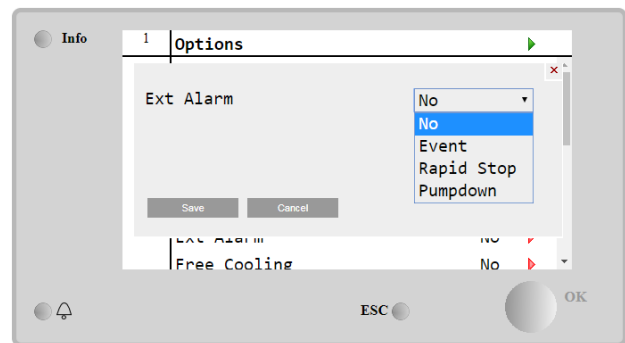 Info
1 Options
×
Ext Alarm No
No
Event
Rapid Stop
Pumpdown
Save Cancel
Ext Alarm No
Free Cooling No
ESC
OK